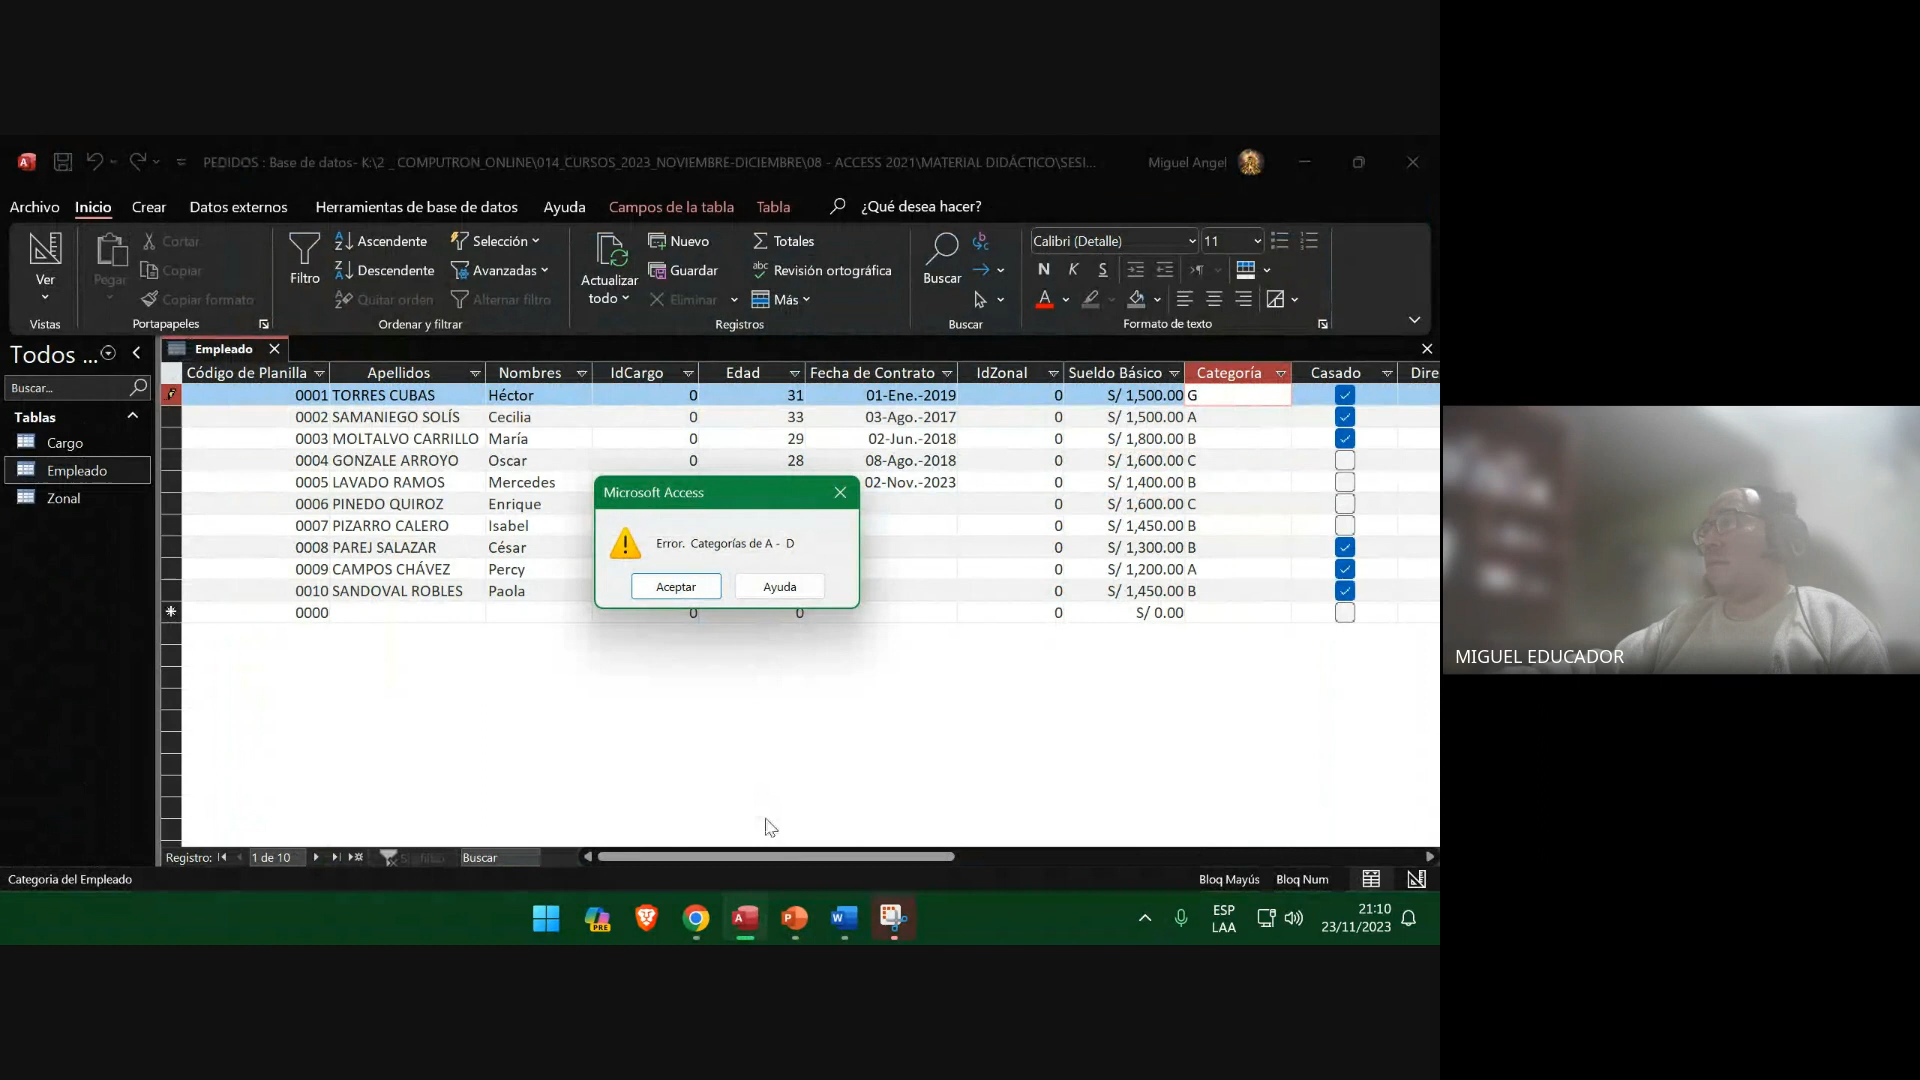 PEDIDOS : Base de datos- K:\2 _ COMPUTRON_ONLINE\014_CURSOS_2023_NOVIEMBRE-DICIEMBRE\08 - ACCESS 2021\MATERIAL DIDÁCTICO\SESI...
Miguel Angel
Archivo Inicio Crear Datos externos Herramientas de base de datos Ayuda Campos de la tabla Tabla ¿Qué desea hacer?
Ver
Vistas
Pegar
Cortar
Copiar
Copiar formato
Portapapeles
Filtro
Ascendente
Descendente
Quitar orden
Selección
Avanzadas
Alternar filtro
Ordenar y filtrar
Actualizar
todo
Nuevo
Guardar
Eliminar
Totales
Revisión ortográfica
Más
Registros
Buscar
Buscar
Calibri (Detalle) 11
N K S
Formato de texto
Todos ...
Buscar...
Tablas
Cargo
Empleado
Zonal
Empleado
Código de Planilla Apellidos Nombres IdCargo Edad Fecha de Contrato IdZonal Sueldo Básico Categoría Casado Dire
0001 TORRES CUBAS Héctor 0 31 01-Ene.-2019 0 S/ 1,500.00 G
0002 SAMANIEGO SOLÍS Cecilia 0 33 03-Ago.-2017 0 S/ 1,500.00 A
0003 MOLTALVO CARRILLO María 0 29 02-Jun.-2018 0 S/ 1,800.00 B
0004 GONZALE ARROYO Oscar 0 28 08-Ago.-2018 0 S/ 1,600.00 C
0005 LAVADO RAMOS Mercedes 02-Nov.-2023 0 S/ 1,400.00 B
0006 PINEDO QUIROZ Enrique 0 S/ 1,600.00 C
0007 PIZARRO CALERO Isabel 0 S/ 1,450.00 B
0008 PAREJ SALAZAR César 0 S/ 1,300.00 B
0009 CAMPOS CHÁVEZ Percy 0 S/ 1,200.00 A
0010 SANDOVAL ROBLES Paola 0 S/ 1,450.00 B
0000 0 0 0 S/ 0.00
Microsoft Access
Error. Categorías de A - D
Aceptar Ayuda
MIGUEL EDUCADOR
Registro: 1 de 10 Buscar
Categoria del Empleado
Bloq Mayús Bloq Num
PRE
ESP
LAA
21:10
23/11/2023